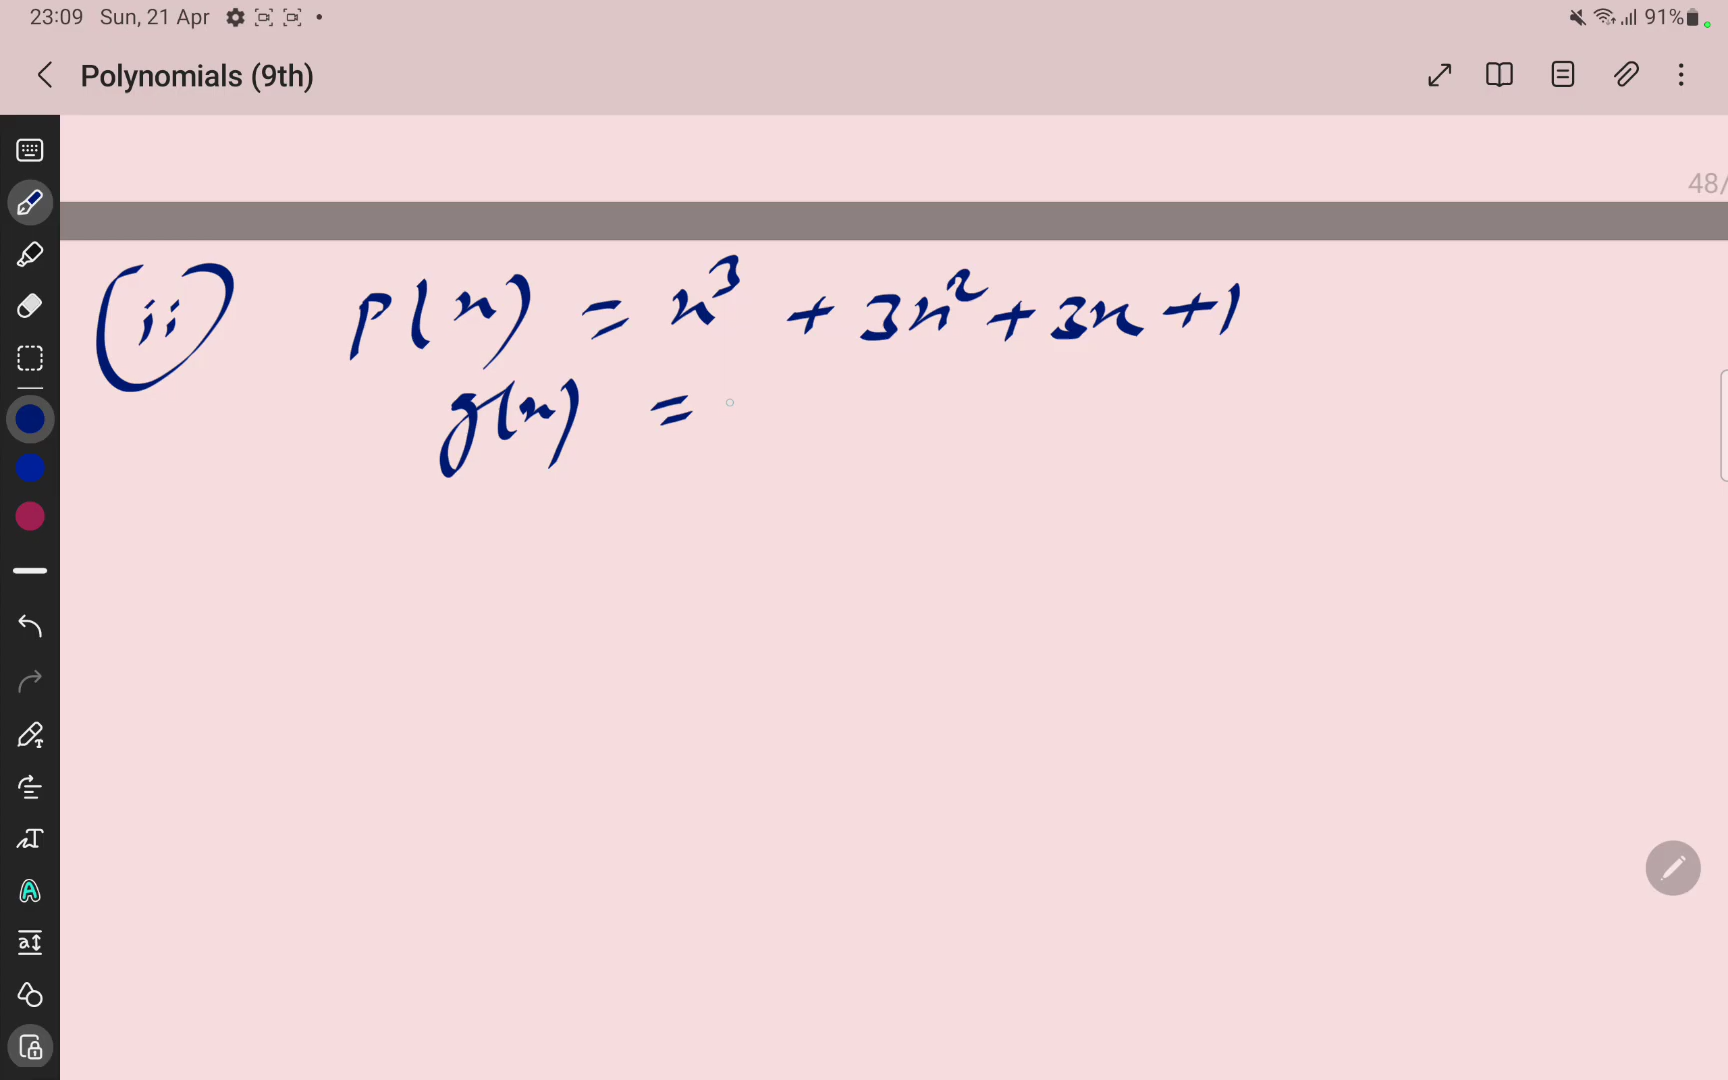 23:09 Sun, 21 Apr 91%
Polynomials (9th)
48/
(ii) p(x) = x³ + 3x² + 3x + 1
g(x) =